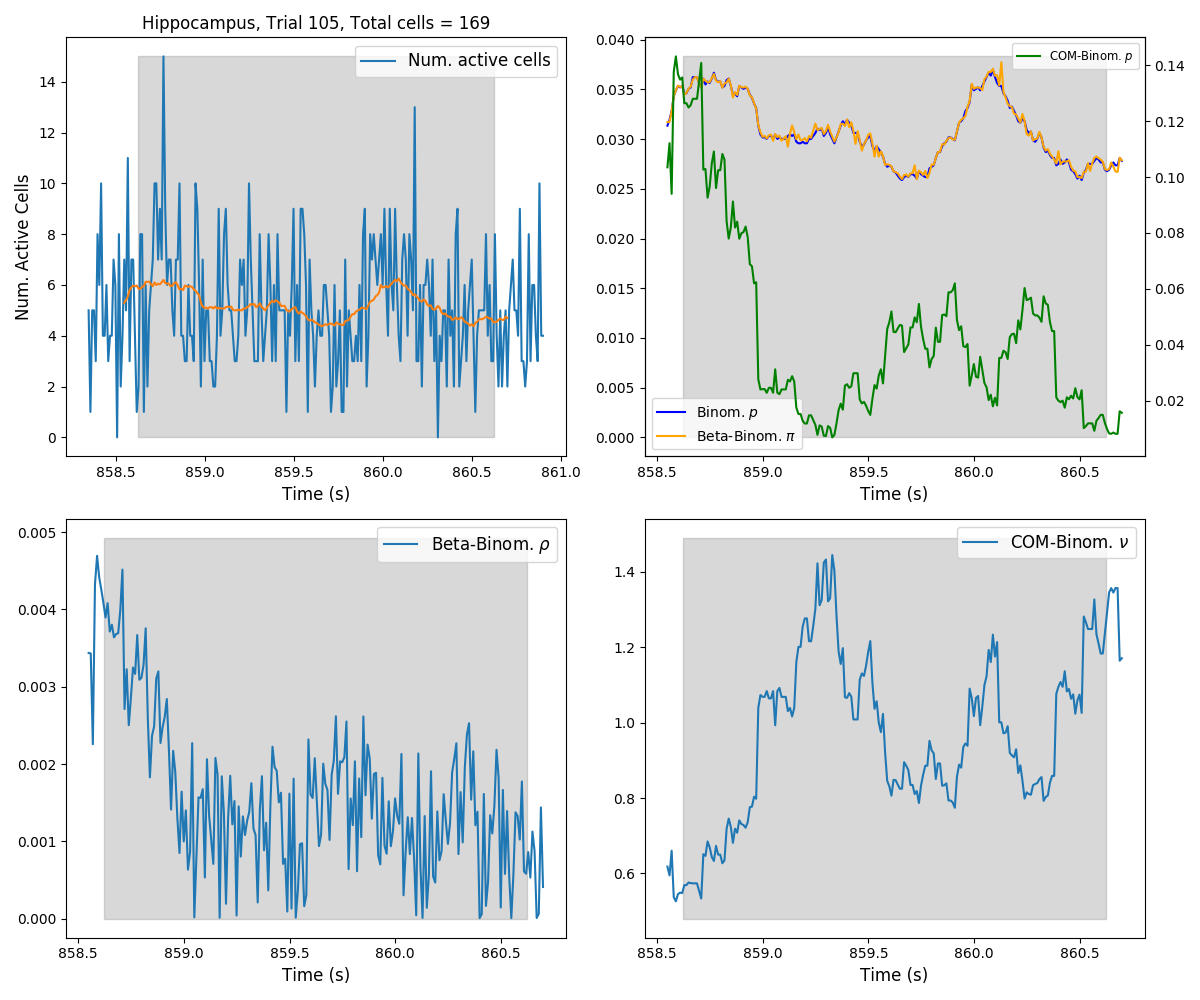 Hippocampus, Trial 105, Total cells = 169
Num. active cells
Num. Active Cells
14
12
10
8
6
4
2
0
858.5 859.0 859.5 860.0 860.5 861.0
Time (s)
COM-Binom. p
Binom. p
Beta-Binom. π
0.040
0.035
0.030
0.025
0.020
0.015
0.010
0.005
0.000
0.14
0.12
0.10
0.08
0.06
0.04
0.02
858.5 859.0 859.5 860.0 860.5
Time (s)
Beta-Binom. ρ
0.005
0.004
0.003
0.002
0.001
0.000
858.5 859.0 859.5 860.0 860.5
Time (s)
COM-Binom. ν
1.4
1.2
1.0
0.8
0.6
858.5 859.0 859.5 860.0 860.5
Time (s)